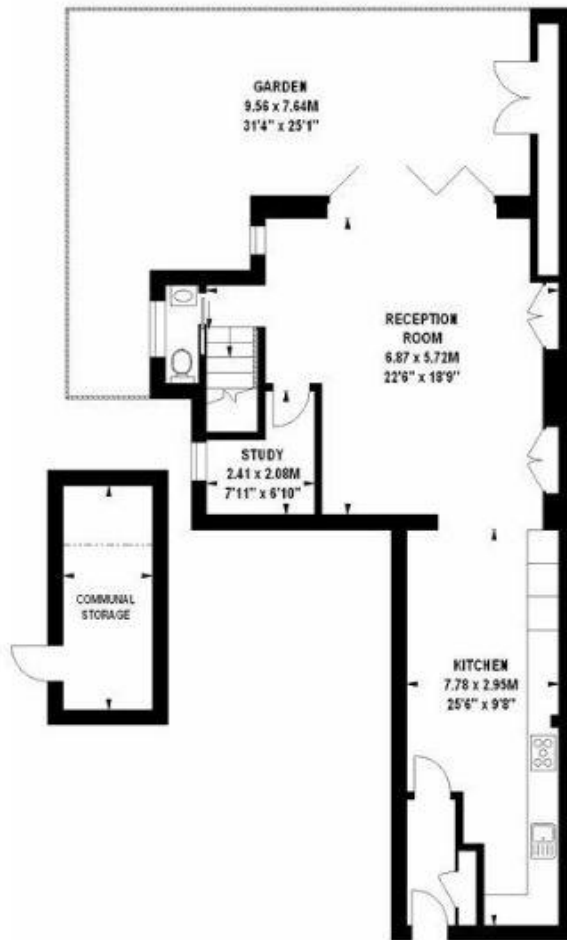 GARDEN
9.56 x 7.64M
31'4" x 25'1"
RECEPTION
ROOM
6.87 x 5.72M
22'6" x 18'9"
STUDY
2.41 x 2.08M
7'11" x 6'10"
COMMUNAL
STORAGE
KITCHEN
7.78 x 2.95M
25'6" x 9'8"